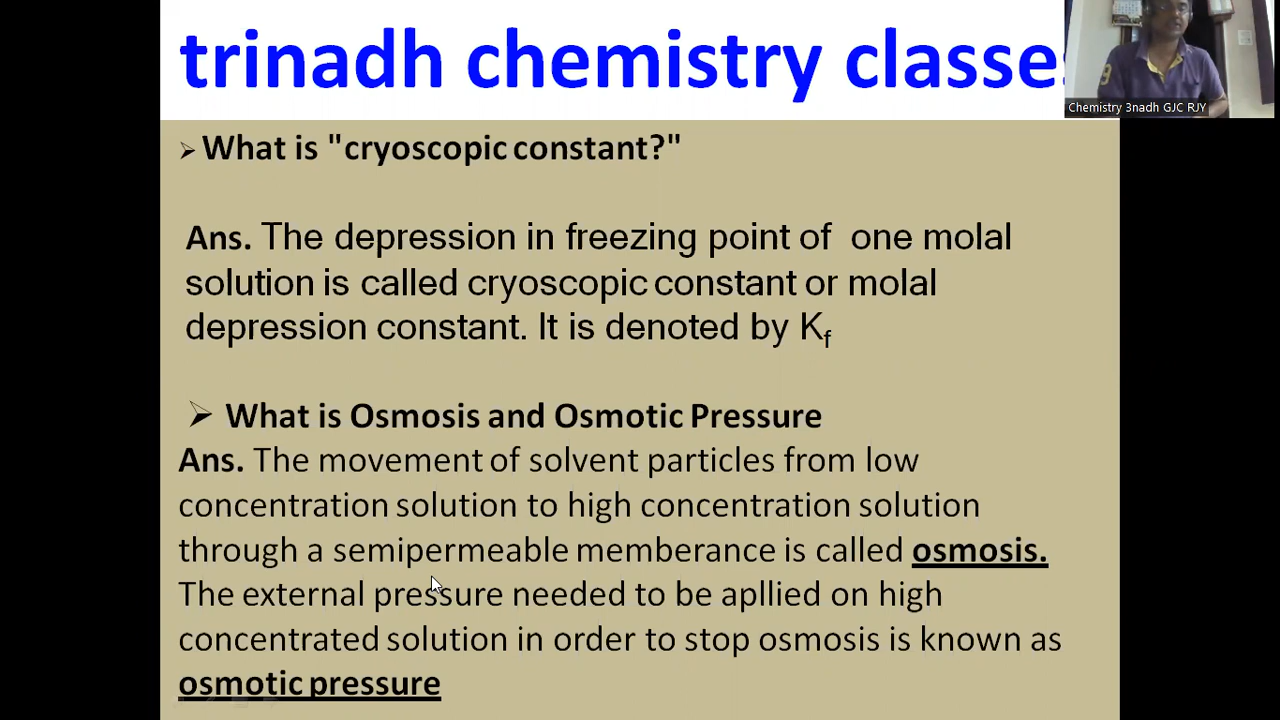 trinadh chemistry classes
Chemistry 3nadh GJC RJY
➢ What is "cryoscopic constant?"
Ans. The depression in freezing point of one molal
solution is called cryoscopic constant or molal
depression constant. It is denoted by Kf
➢ What is Osmosis and Osmotic Pressure
Ans. The movement of solvent particles from low
concentration solution to high concentration solution
through a semipermeable memberance is called osmosis.
The external pressure needed to be apllied on high
concentrated solution in order to stop osmosis is known as
osmotic pressure